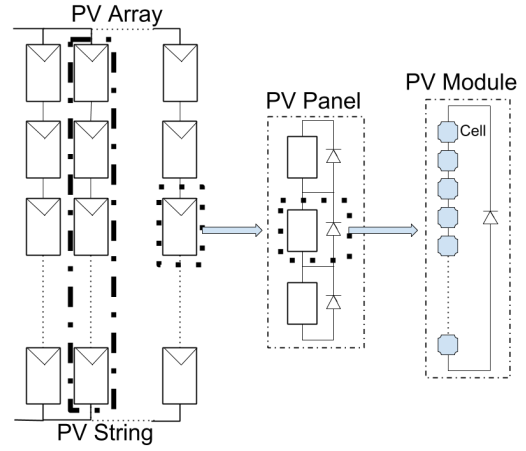 PV Array
PV Panel
PV Module
Cell
PV String